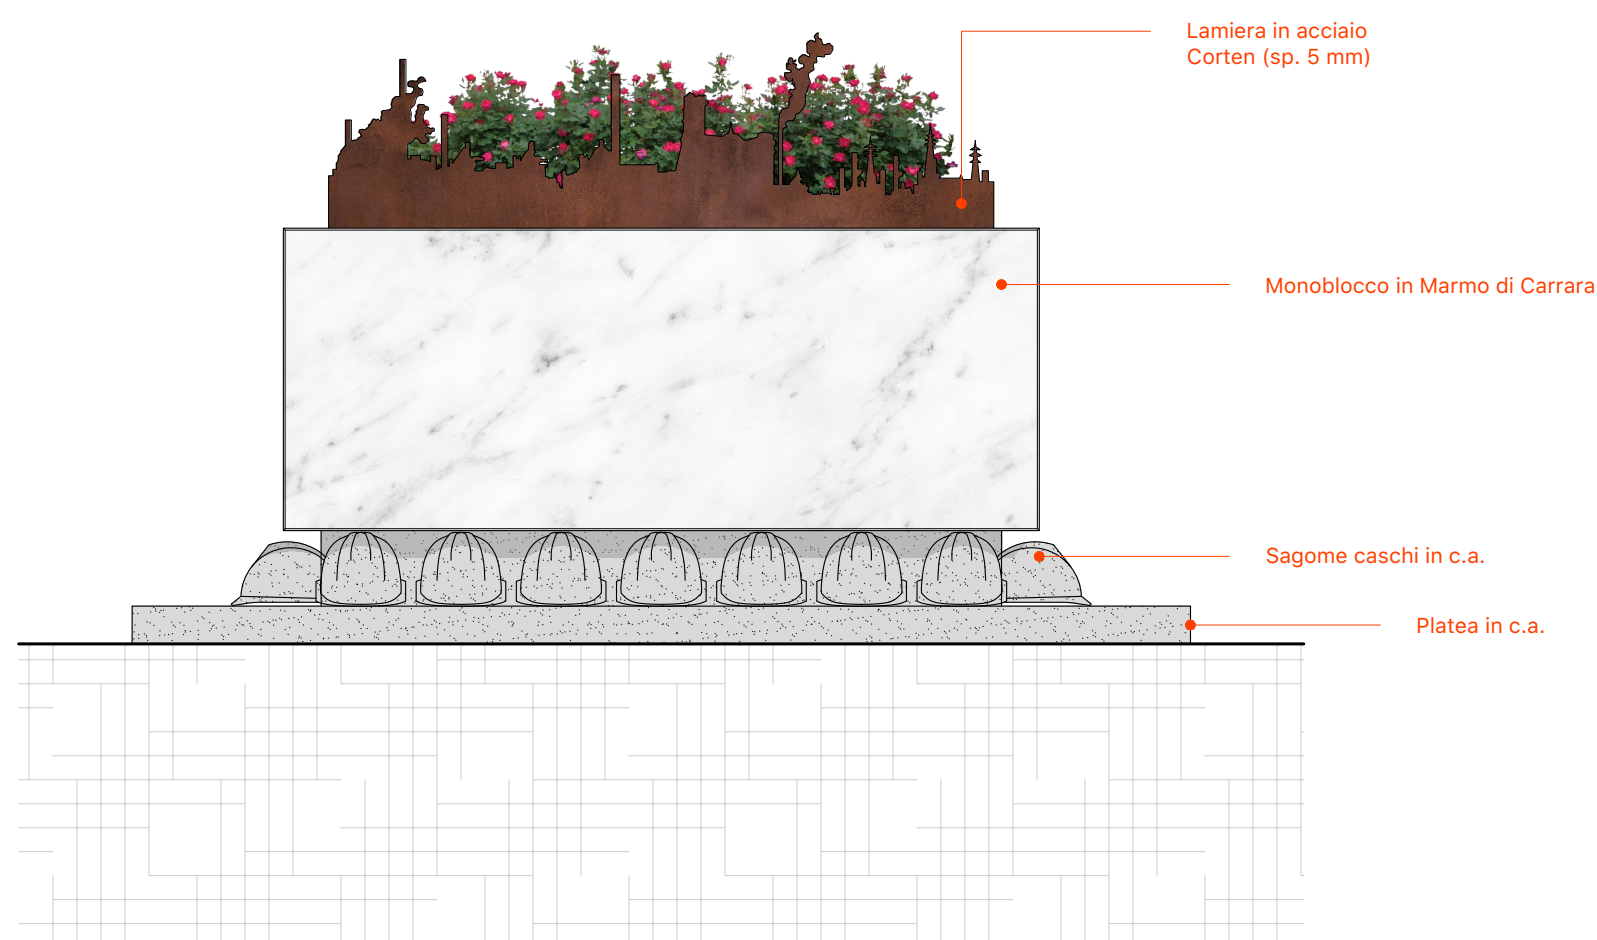 Lamiera in acciaio
Corten (sp. 5 mm)
Monoblocco in Marmo di Carrara
Sagome caschi in c.a.
Platea in c.a.